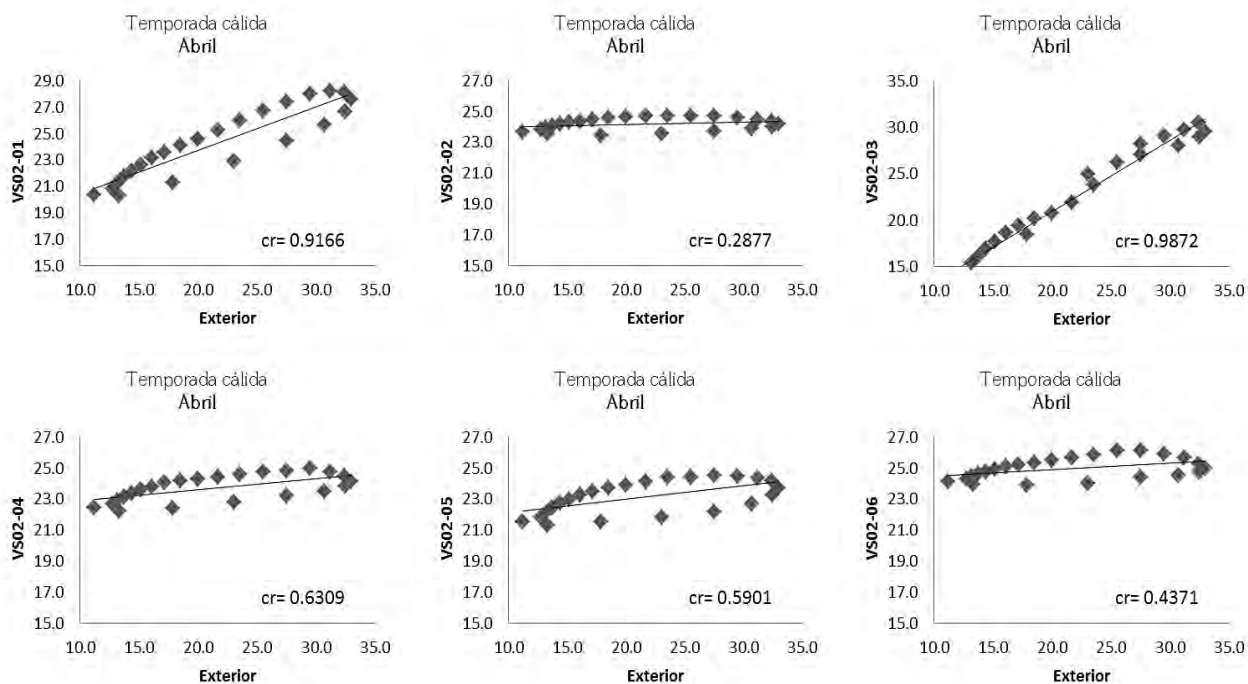 Temporada cálida
Abril
29.0
27.0
25.0
23.0
21.0
19.0
17.0
15.0
VS02-01
cr= 0.9166
10.0 15.0 20.0 25.0 30.0 35.0
Exterior
Temporada cálida
Abril
27.0
25.0
23.0
21.0
19.0
17.0
15.0
VS02-02
cr= 0.2877
10.0 15.0 20.0 25.0 30.0 35.0
Exterior
Temporada cálida
Abril
35.0
30.0
25.0
20.0
15.0
VS02-03
cr= 0.9872
10.0 15.0 20.0 25.0 30.0 35.0
Exterior
Temporada cálida
Abril
27.0
25.0
23.0
21.0
19.0
17.0
15.0
VS02-04
cr= 0.6309
10.0 15.0 20.0 25.0 30.0 35.0
Exterior
Temporada cálida
Abril
27.0
25.0
23.0
21.0
19.0
17.0
15.0
VS02-05
cr= 0.5901
10.0 15.0 20.0 25.0 30.0 35.0
Exterior
Temporada cálida
Abril
27.0
25.0
23.0
21.0
19.0
17.0
15.0
VS02-06
cr= 0.4371
10.0 15.0 20.0 25.0 30.0 35.0
Exterior